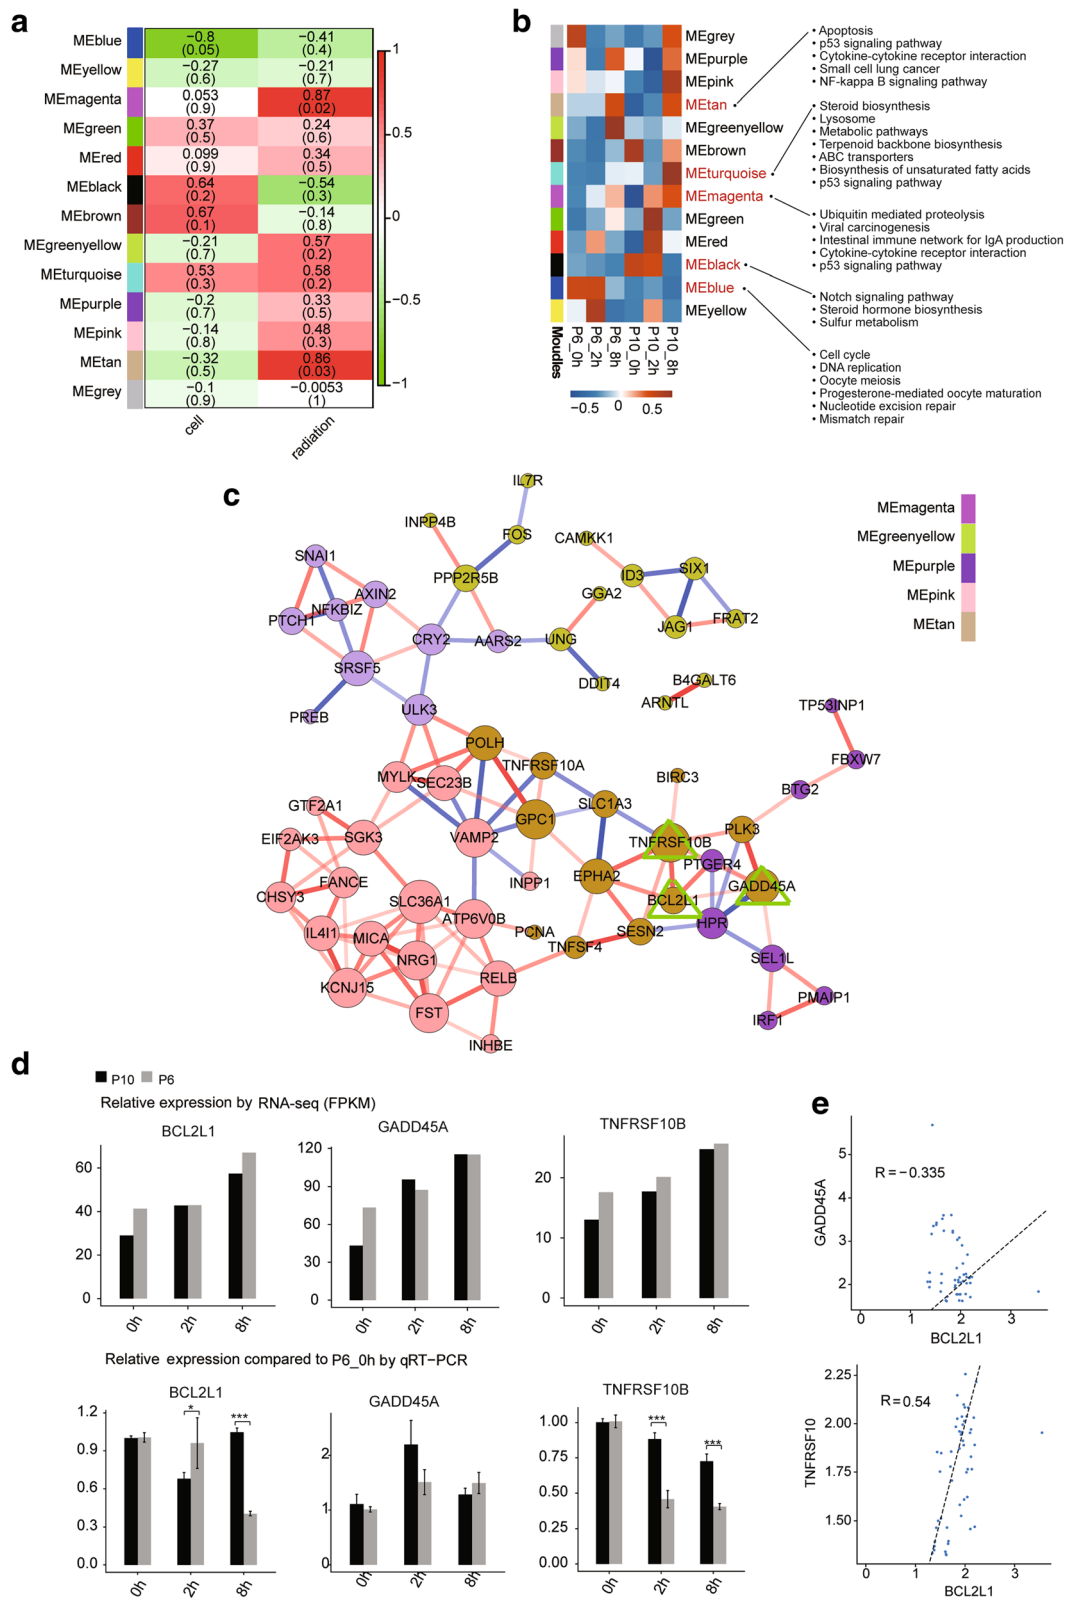 a
MEblue −0.8 (0.05) −0.41 (0.4)
MEyellow −0.27 (0.6) −0.21 (0.7)
MEmagenta 0.053 (0.9) 0.87 (0.02)
MEgreen 0.37 (0.5) 0.24 (0.6)
MEred 0.099 (0.9) 0.34 (0.5)
MEblack 0.64 (0.2) −0.54 (0.3)
MEbrown 0.67 (0.1) −0.14 (0.8)
MEgreenyellow −0.21 (0.7) 0.57 (0.2)
MEturquoise 0.53 (0.3) 0.58 (0.2)
MEpurple −0.2 (0.7) 0.33 (0.5)
MEpink −0.14 (0.8) 0.48 (0.3)
MEtan −0.32 (0.5) 0.86 (0.03)
MEgrey −0.1 (0.9) −0.0053 (1)
cell radiation
1
0.5
0
−0.5
−1
b
MEgrey
MEpurple
MEpink
MEtan
MEgreenyellow
MEbrown
MEturquoise
MEmagenta
MEgreen
MEred
MEblack
MEblue
MEyellow
Moudles P6_0h P6_2h P6_8h P10_0h P10_2h P10_8h
−0.5 0 0.5
• Apoptosis
• p53 signaling pathway
• Cytokine-cytokine receptor interaction
• Small cell lung cancer
• NF-kappa B signaling pathway
• Steroid biosynthesis
• Lysosome
• Metabolic pathways
• Terpenoid backbone biosynthesis
• ABC transporters
• Biosynthesis of unsaturated fatty acids
• p53 signaling pathway
• Ubiquitin mediated proteolysis
• Viral carcinogenesis
• Intestinal immune network for IgA production
• Cytokine-cytokine receptor interaction
• p53 signaling pathway
• Notch signaling pathway
• Steroid hormone biosynthesis
• Sulfur metabolism
• Cell cycle
• DNA replication
• Oocyte meiosis
• Progesterone-mediated oocyte maturation
• Nucleotide excision repair
• Mismatch repair
c
IL7R
INPP4B
FOS
CAMKK1
SNAI1
PPP2R5B
ID3
SIX1
AXIN2
GGA2
NFKBIZ
PTCH1
FRAT2
JAG1
CRY2
AARS2
UNG
SRSF5
DDIT4
B4GALT6
ARNTL
PREB
ULK3
TP53INP1
POLH
TNFRSF10A
FBXW7
MYLK
SEC23B
BIRC3
BTG2
GTF2A1
SLC1A3
GPC1
PLK3
EIF2AK3
SGK3
VAMP2
TNFRSF10B
PTGER4
FANCE
INPP1
EPHA2
GADD45A
CHSY3
SLC36A1
BCL2L1
ATP6V0B
HPR
IL4I1
MICA
PCNA
SESN2
TNFSF4
NRG1
SEL1L
KCNJ15
RELB
PMAIP1
FST
IRF1
INHBE
MEmagenta
MEgreenyellow
MEpurple
MEpink
MEtan
d
P10 P6
Relative expression by RNA-seq (FPKM)
BCL2L1
60
40
20
0
0h 2h 8h
GADD45A
120
90
60
30
0
0h 2h 8h
TNFRSF10B
20
10
0
0h 2h 8h
Relative expression compared to P6_0h by qRT−PCR
BCL2L1
1.2
0.9
0.6
0.3
0.0
* ***
0h 2h 8h
GADD45A
2
1
0
0h 2h 8h
TNFRSF10B
1.00
0.75
0.50
0.25
0.00
*** ***
0h 2h 8h
e
GADD45A
5
4
3
2
R=−0.335
0 1 2 3
BCL2L1
TNFRSF10
2.25
2.00
1.75
1.50
R=0.54
0 1 2 3
BCL2L1